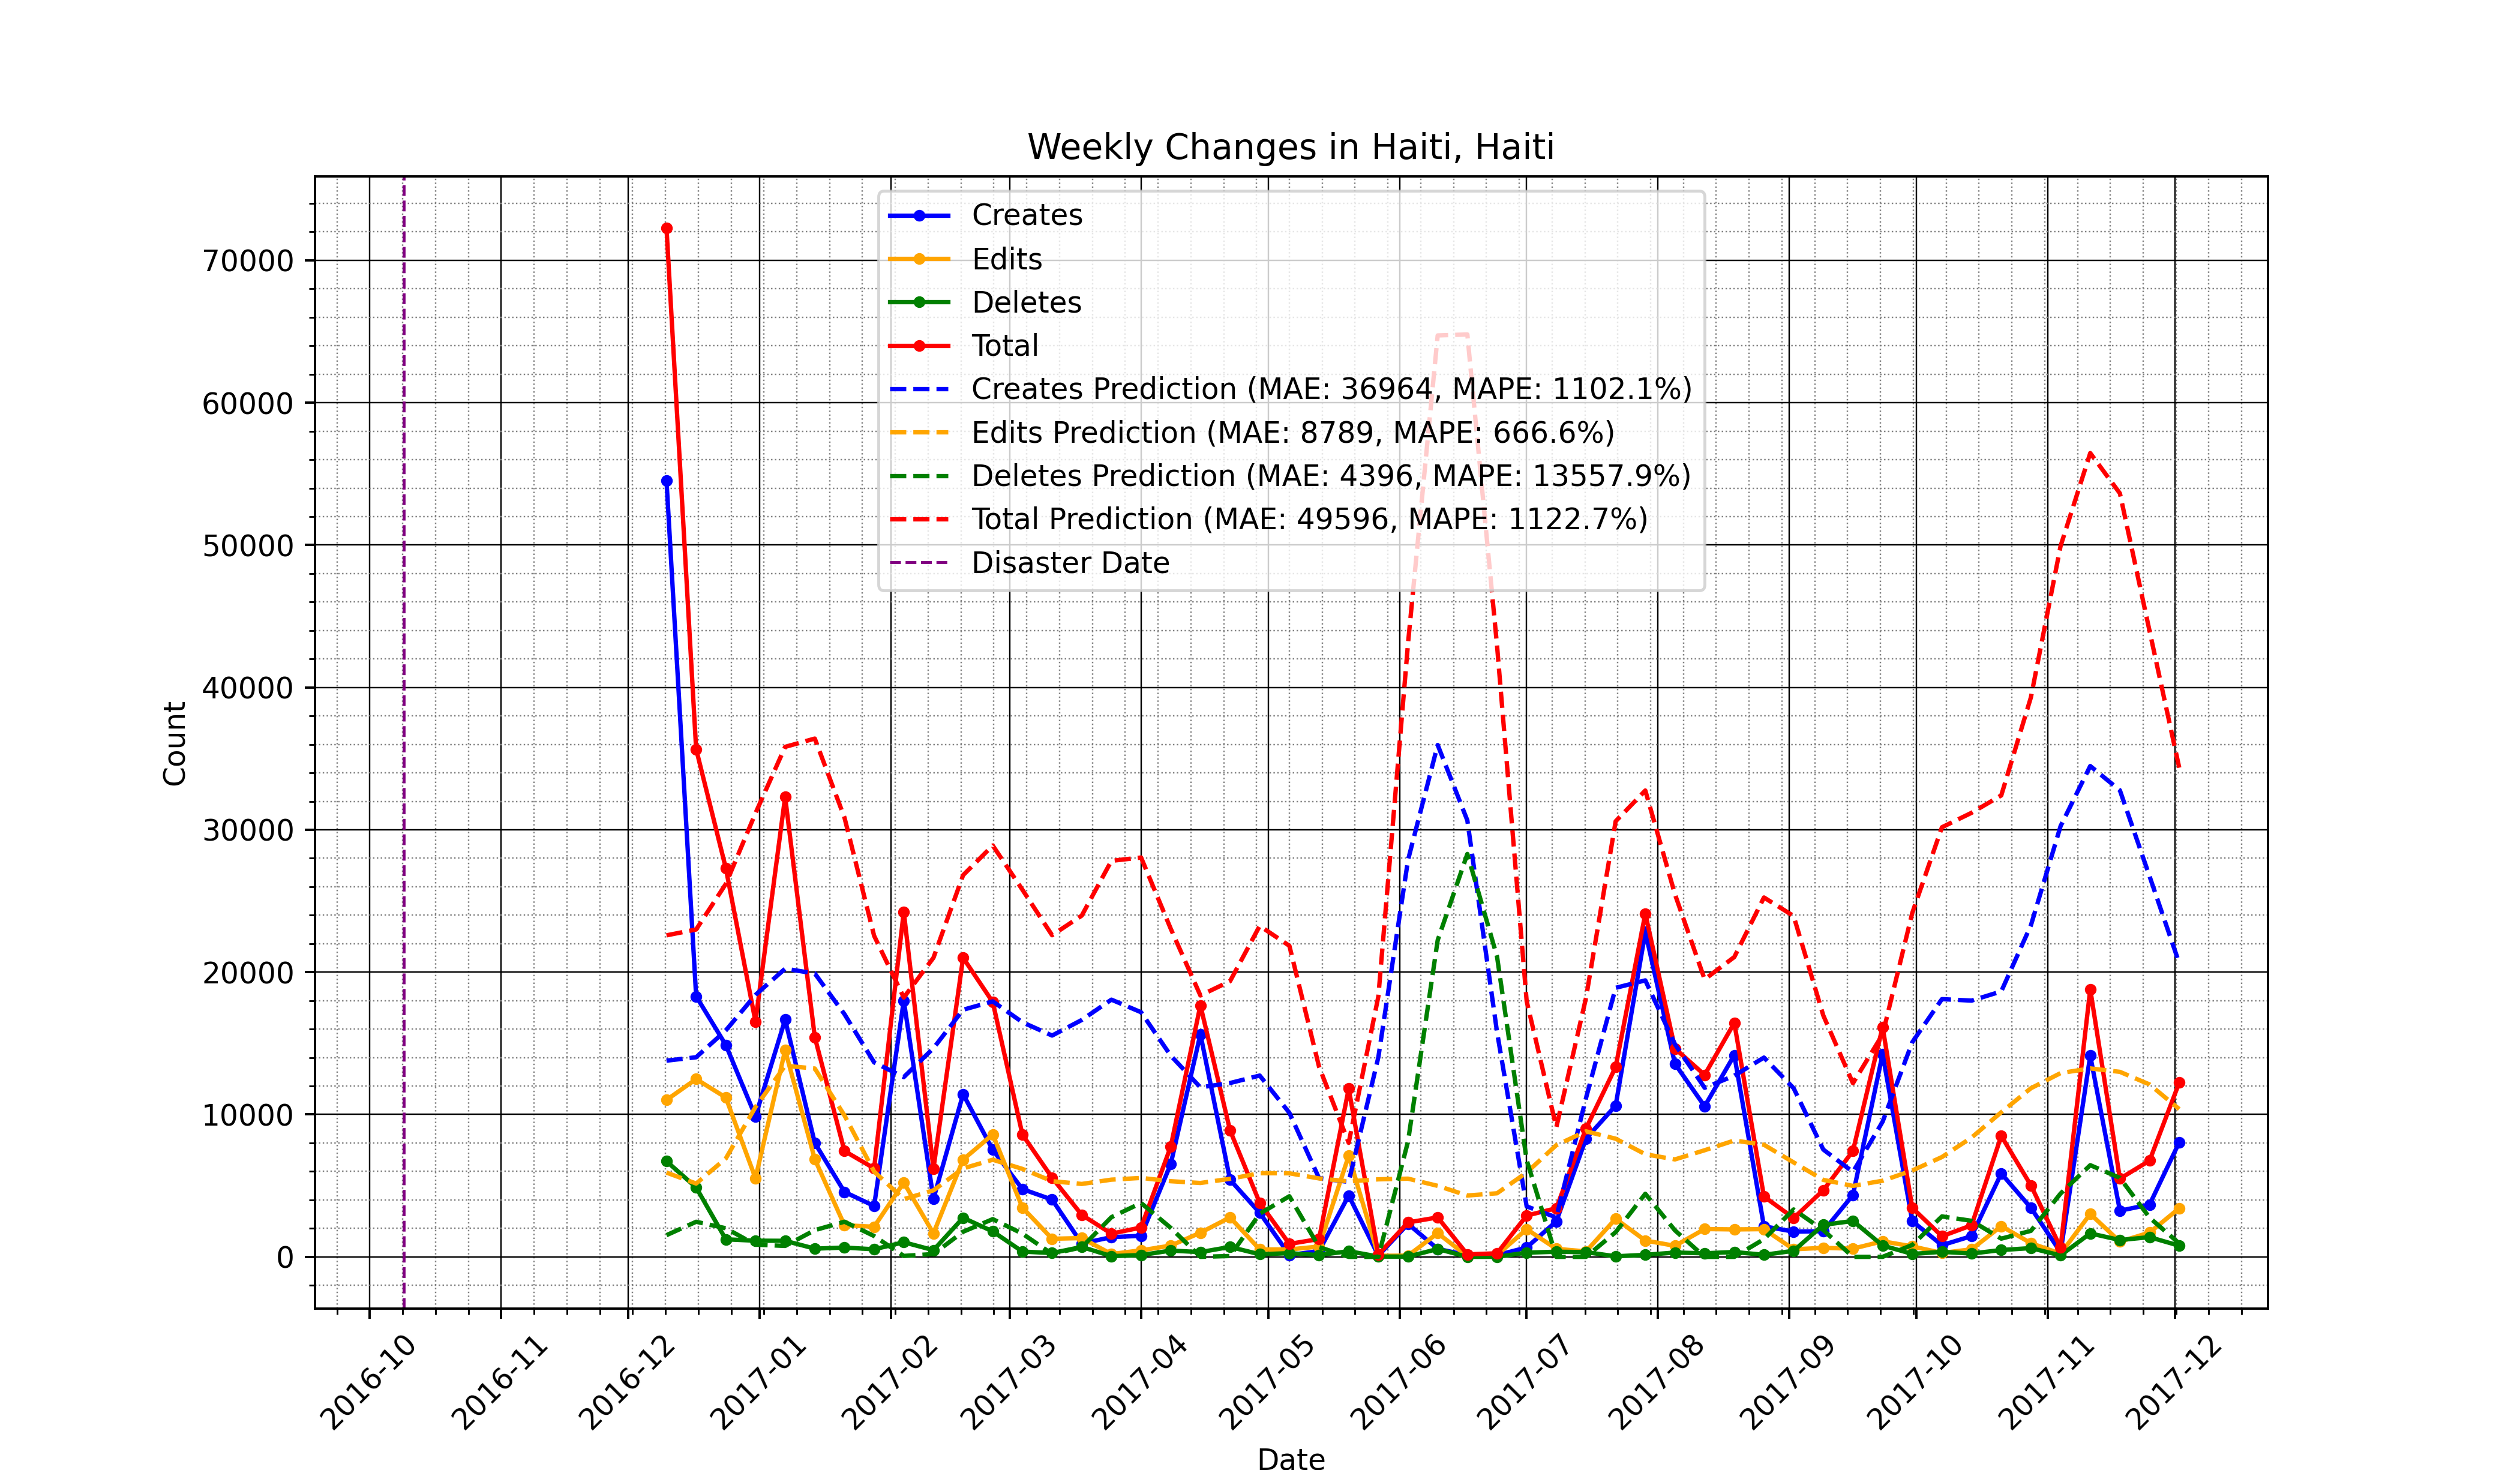 Weekly Changes in Haiti, Haiti
Creates
Edits
Deletes
Total
Creates Prediction (MAE: 36964, MAPE: 1102.1%)
Edits Prediction (MAE: 8789, MAPE: 666.6%)
Deletes Prediction (MAE: 4396, MAPE: 13557.9%)
Total Prediction (MAE: 49596, MAPE: 1122.7%)
Disaster Date
70000
60000
50000
40000
30000
20000
10000
0
Count
2016-10
2016-11
2016-12
2017-01
2017-02
2017-03
2017-04
2017-05
2017-06
2017-07
2017-08
2017-09
2017-10
2017-11
2017-12
Date